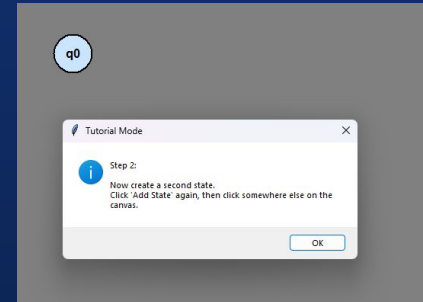 q0
Tutorial Mode
Step 2:
Now create a second state.
Click 'Add State' again, then click somewhere else on the
canvas.
OK